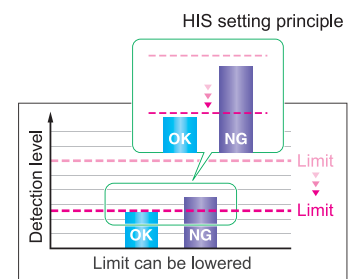 HIS setting principle
OK
NG
Detection level
Limit
Limit
OK
NG
Limit can be lowered